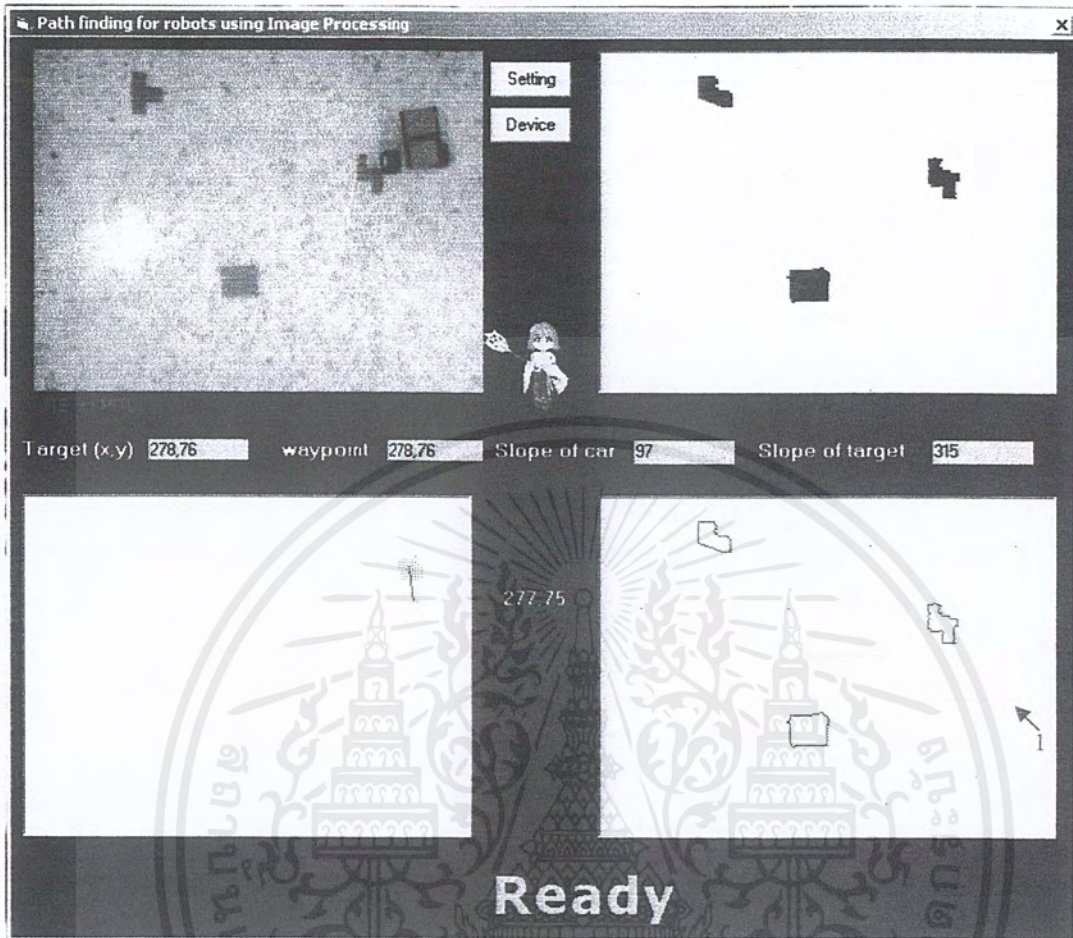 Path finding for robots using Image Processing
Setting
Device
Target (x,y) 278,76 waypoint 278,76 Slope of car 97 Slope of target 315
277,75
1
Ready